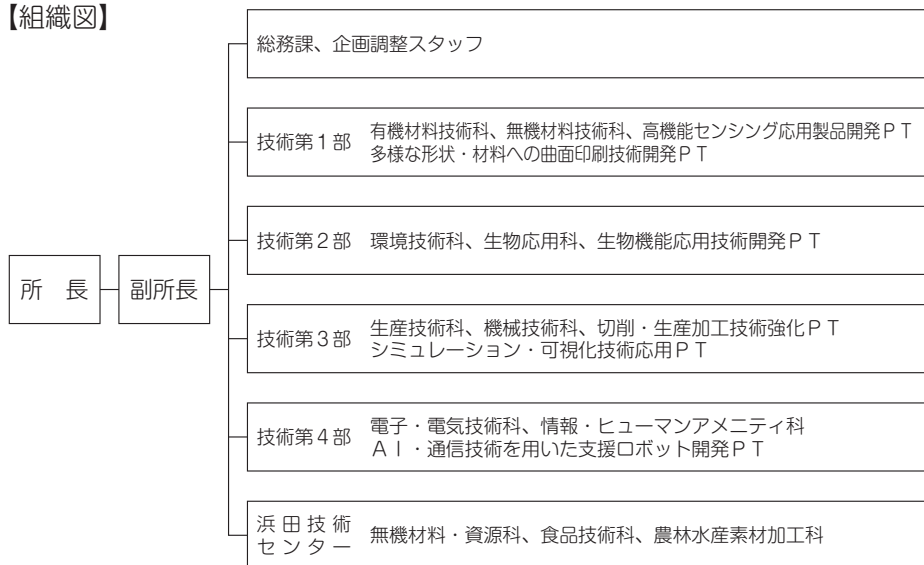 【組織図】
総務課、企画調整スタッフ
技術第1部 有機材料技術科、無機材料技術科、高機能センシング応用製品開発ＰＴ
多様な形状・材料への曲面印刷技術開発ＰＴ
技術第2部 環境技術科、生物応用科、生物機能応用技術開発ＰＴ
所　長 副所長
技術第3部 生産技術科、機械技術科、切削・生産加工技術強化ＰＴ
シミュレーション・可視化技術応用ＰＴ
技術第4部 電子・電気技術科、情報・ヒューマンアメニティ科
ＡＩ・通信技術を用いた支援ロボット開発ＰＴ
浜田技術
センター 無機材料・資源科、食品技術科、農林水産素材加工科